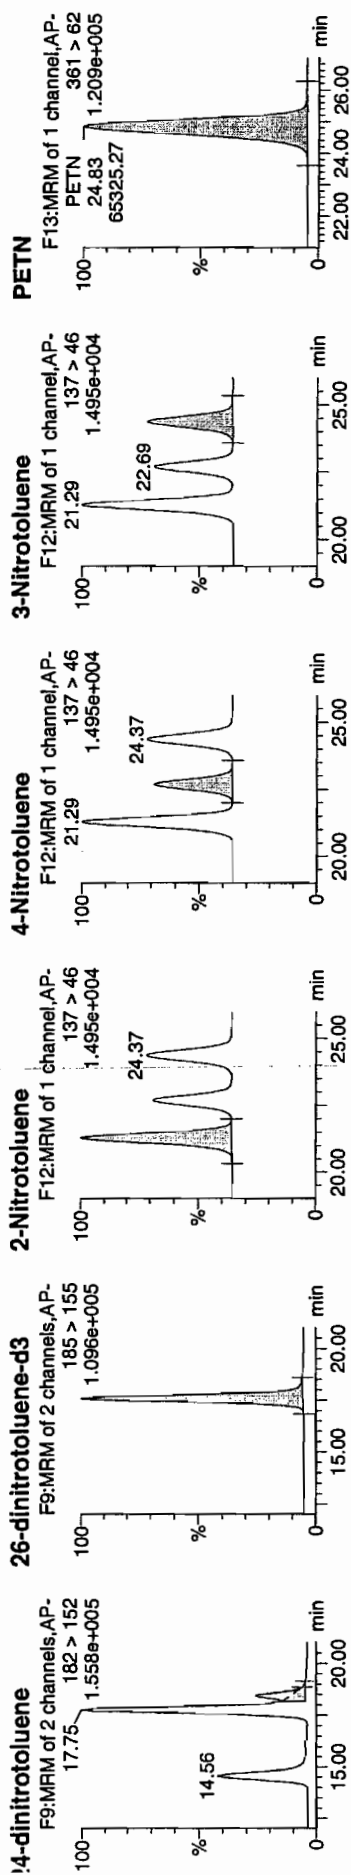 4-dinitrotoluene
F9:MRM of 2 channels,AP-
182 > 152
1.558e+005
17.75
14.56
100
%
0
15.00 20.00 min
26-dinitrotoluene-d3
F9:MRM of 2 channels,AP-
185 > 155
1.096e+005
100
%
0
15.00 20.00 min
2-Nitrotoluene
F12:MRM of 1 channel,AP-
137 > 46
1.495e+004
24.37
100
%
0
20.00 25.00 min
4-Nitrotoluene
F12:MRM of 1 channel,AP-
21.29 137 > 46
1.495e+004
24.37
100
%
0
20.00 25.00 min
3-Nitrotoluene
F12:MRM of 1 channel,AP-
21.29 137 > 46
1.495e+004
22.69
100
%
0
20.00 25.00 min
PETN
F13:MRM of 1 channel,AP-
PETN 361 > 62
24.83 1.209e+005
65325.27
100
%
0
22.00 24.00 26.00 min